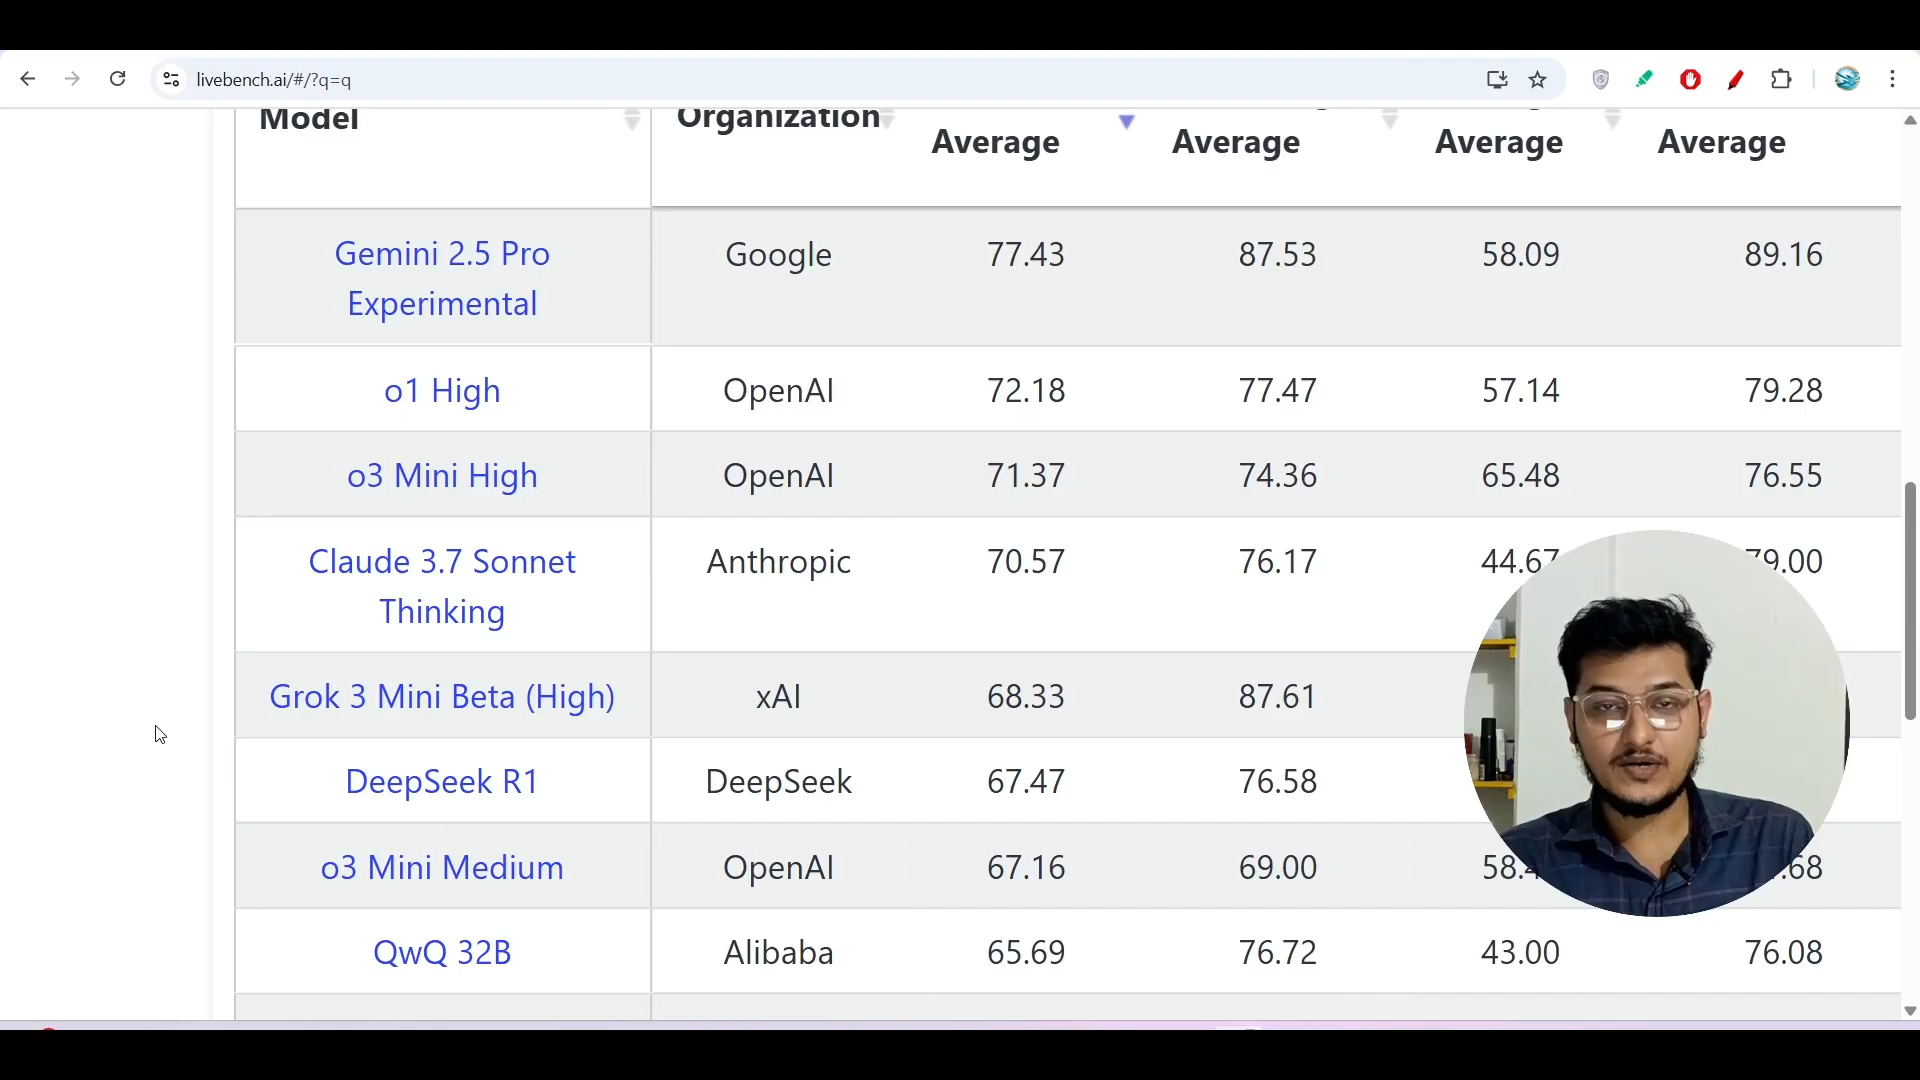 livebench.ai/#/?q=q
Model Organization Average Average Average Average
Gemini 2.5 Pro Experimental Google 77.43 87.53 58.09 89.16
o1 High OpenAI 72.18 77.47 57.14 79.28
o3 Mini High OpenAI 71.37 74.36 65.48 76.55
Claude 3.7 Sonnet Thinking Anthropic 70.57 76.17 44.67 79.00
Grok 3 Mini Beta (High) xAI 68.33 87.61
DeepSeek R1 DeepSeek 67.47 76.58
o3 Mini Medium OpenAI 67.16 69.00
QwQ 32B Alibaba 65.69 76.72 43.00 76.08